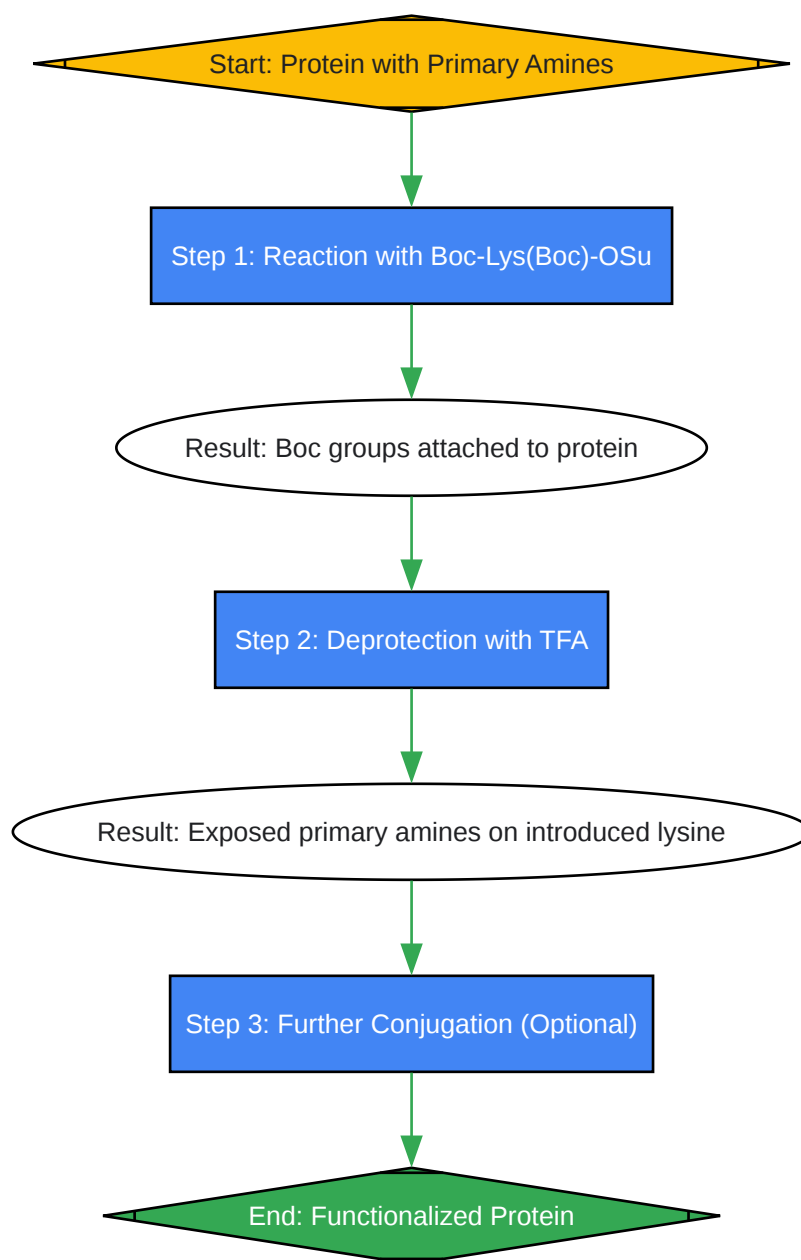 Start: Protein with Primary Amines
Step 1: Reaction with Boc-Lys(Boc)-OSu
Result: Boc groups attached to protein
Step 2: Deprotection with TFA
Result: Exposed primary amines on introduced lysine
Step 3: Further Conjugation (Optional)
End: Functionalized Protein